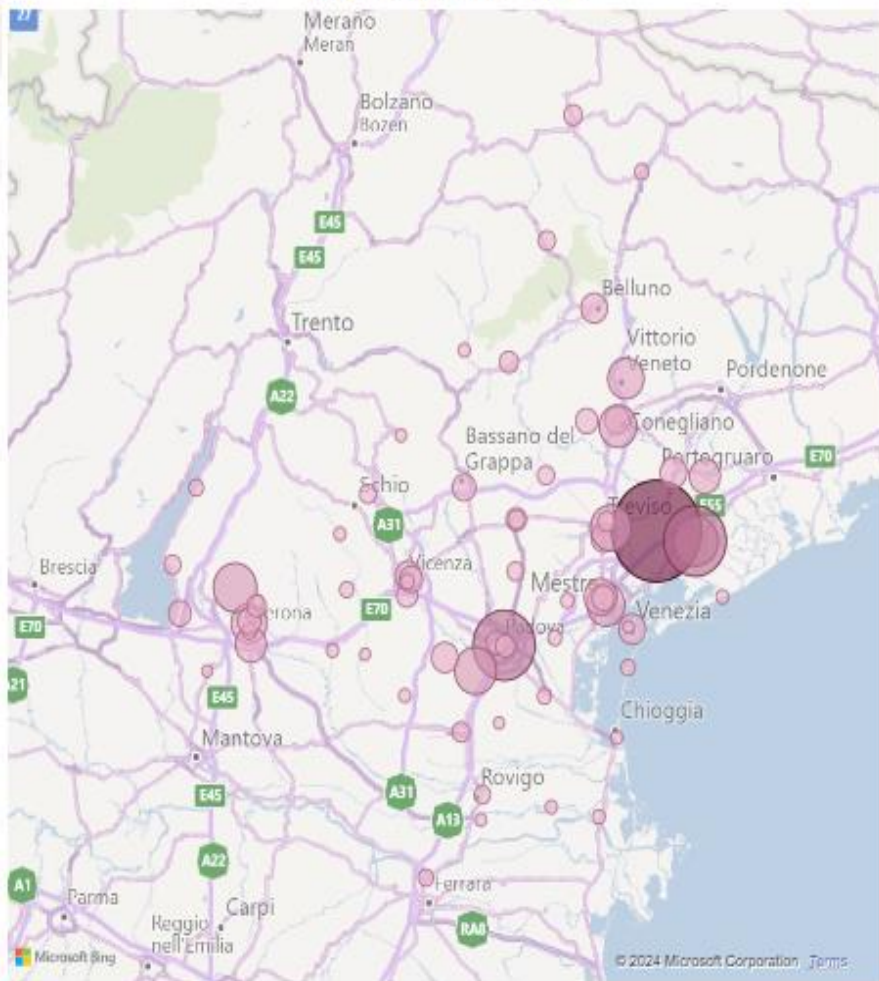 27
Merano
Meran
Bolzano
Bozen
E45
E45
Belluno
Trento
Vittorio
Veneto
Pordenone
A22
Conegliano
Bassano del
Grappa
Portogruaro
E70
Schio
Treviso
E55
A31
Vicenza
Brescia
Mestre
E70
Venezia
E70
Padova
A21
E45
Chioggia
Mantova
Rovigo
E45
A31
A13
A22
A1
Parma
Ferrara
Carpi
Reggio
nell'Emilia
RA8
Microsoft Bing
© 2024 Microsoft Corporation Terms